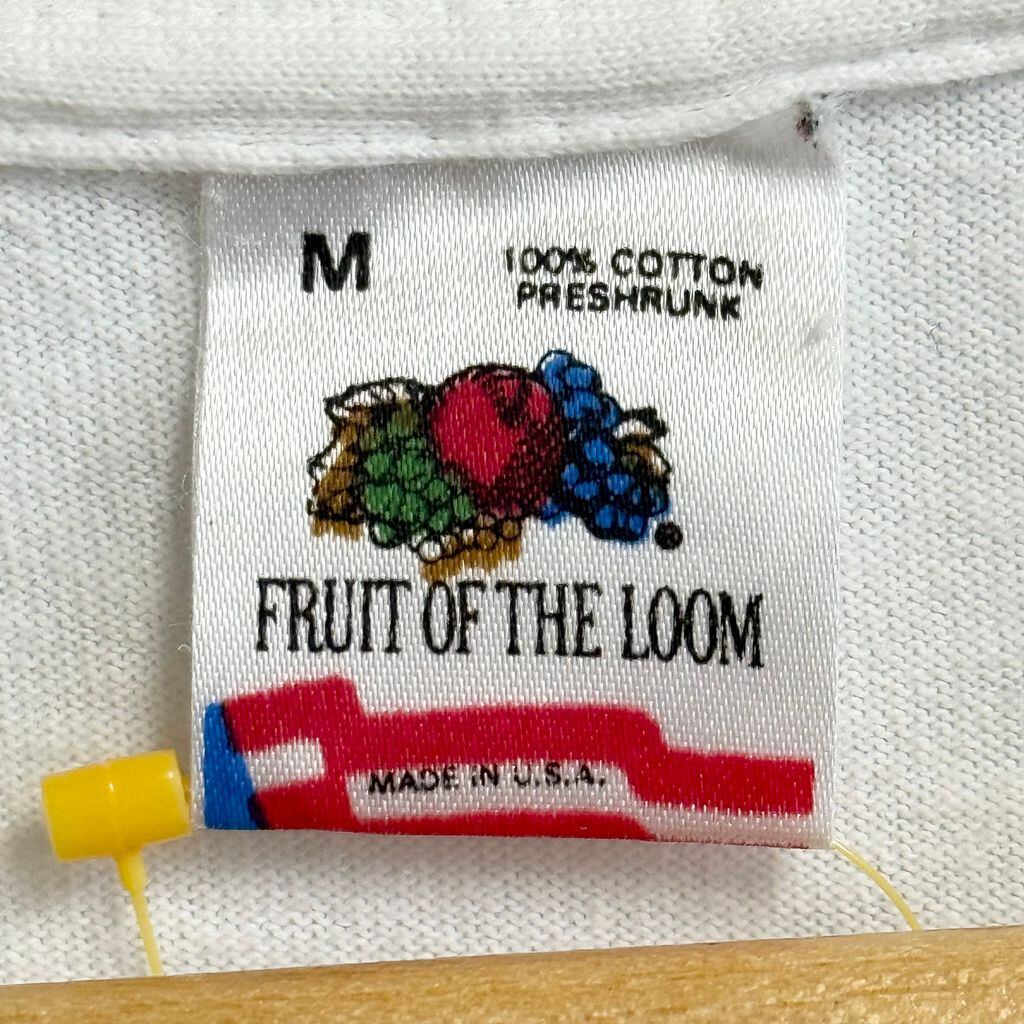 M
100% COTTON
PRESHRUNK
®
FRUIT OF THE LOOM
MADE IN U.S.A.